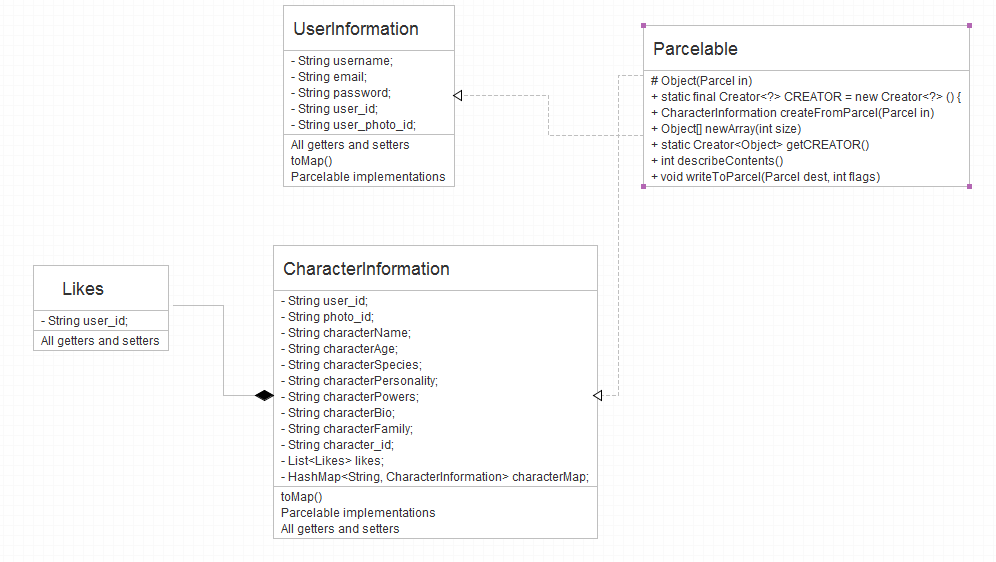 UserInformation
- String username;
- String email;
- String password;
- String user_id;
- String user_photo_id;
All getters and setters
toMap()
Parcelable implementations
Parcelable
# Object(Parcel in)
+ static final Creator<?> CREATOR = new Creator<?> () {
+ CharacterInformation createFromParcel(Parcel in)
+ Object[] newArray(int size)
+ static Creator<Object> getCREATOR()
+ int describeContents()
+ void writeToParcel(Parcel dest, int flags)
Likes
- String user_id;
All getters and setters
CharacterInformation
- String user_id;
- String photo_id;
- String characterName;
- String characterAge;
- String characterSpecies;
- String characterPersonality;
- String characterPowers;
- String characterBio;
- String characterFamily;
- String character_id;
- List<Likes> likes;
- HashMap<String, CharacterInformation> characterMap;
toMap()
Parcelable implementations
All getters and setters